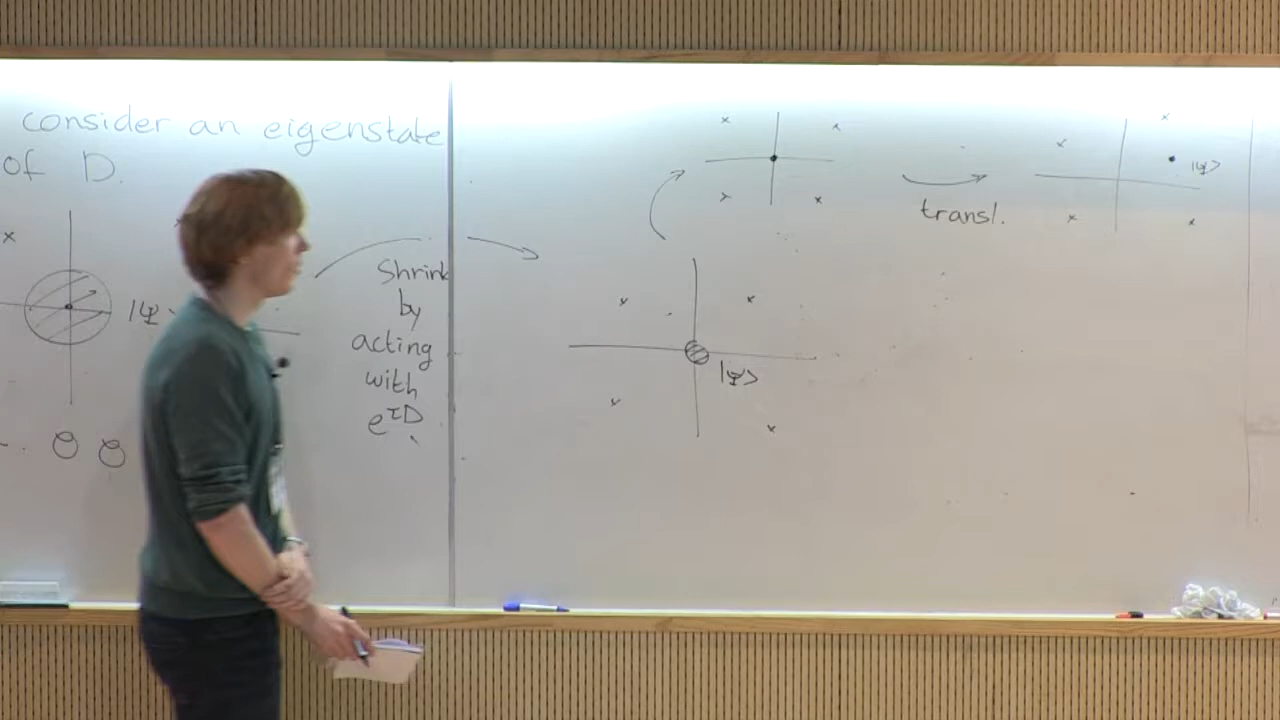 consider an eigenstate
of D.
|Ψ
Shrink
by
acting
with
e^{τD}
|Ψ>
transl.
|Ψ>